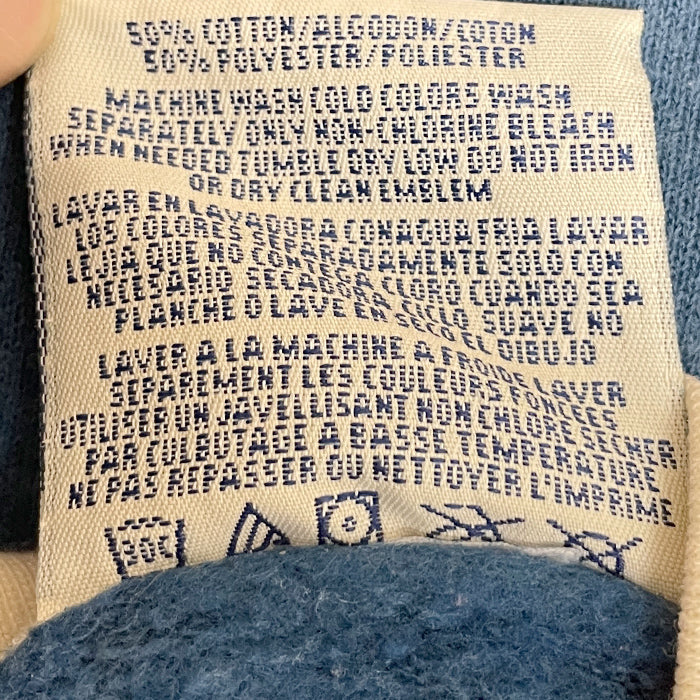 50% COTTON/ALGODON/COTON
50% POLYESTER/POLIESTER
MACHINE WASH COLD COLORS WASH
SEPARATELY ONLY NON-CHLORINE BLEACH
WHEN NEEDED TUMBLE DRY LOW DO NOT IRON
OR DRY CLEAN EMBLEM
LAVAR EN LAVADORA CON AGUA FRIA LAVAR
LOS COLORES SEPARADAMENTE SOLO CON
LEJIA QUE NO CONTEGA CLORO CUANDO SEA
NECESARIO SECADORA CICLO SUAVE NO
PLANCHE O LAVE EN SECO EL DIBUJO
LAVER A LA MACHINE A FROIDE LAVER
SEPAREMENT LES COULEURS FONCEES
UTILISER UN JAVELLISANT NON CHLORE SECHER
PAR CULBUTAGE A BASSE TEMPERATURE
NE PAS REPASSER OU NETTOYER L'IMPRIME
30C